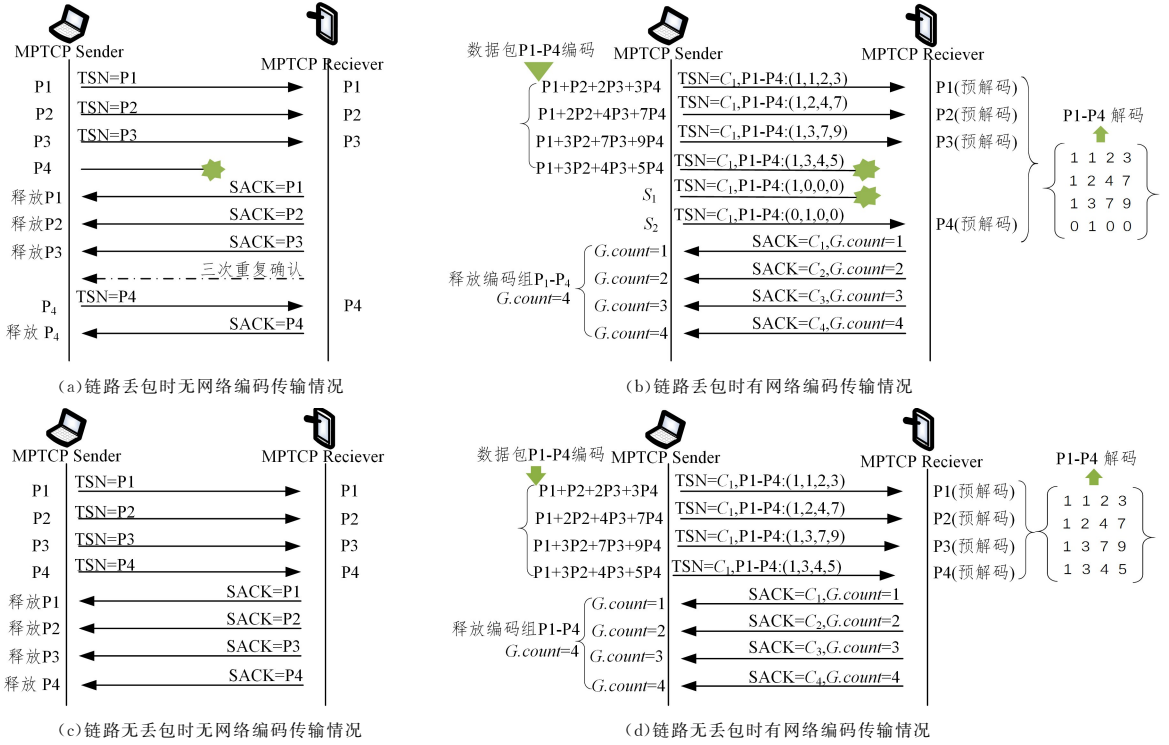 MPTCP Sender
MPTCP Reciever
P1 TSN=P1 P1
P2 TSN=P2 P2
P3 TSN=P3 P3
P4
释放P1 SACK=P1
释放P2 SACK=P2
释放P3 SACK=P3
三次重复确认
P4 TSN=P4 P4
释放 P4 SACK=P4
(a)链路丢包时无网络编码传输情况
数据包P1-P4编码
MPTCP Sender
MPTCP Reciever
P1+P2+2P3+3P4 TSN=C1,P1-P4:(1,1,2,3) P1(预解码)
P1+2P2+4P3+7P4 TSN=C1,P1-P4:(1,2,4,7) P2(预解码)
P1+3P2+7P3+9P4 TSN=C1,P1-P4:(1,3,7,9) P3(预解码)
P1+3P2+4P3+5P4 TSN=C1,P1-P4:(1,3,4,5)
S1 TSN=C1,P1-P4:(1,0,0,0)
S2 TSN=C1,P1-P4:(0,1,0,0) P4(预解码)
P1-P4 解码
1 1 2 3
1 2 4 7
1 3 7 9
0 1 0 0
G.count=1 SACK=C1,G.count=1
G.count=2 SACK=C2,G.count=2
G.count=3 SACK=C3,G.count=3
G.count=4 SACK=C4,G.count=4
释放编码组P1-P4
G.count=4
(b)链路丢包时有网络编码传输情况
MPTCP Sender
MPTCP Reciever
P1 TSN=P1 P1
P2 TSN=P2 P2
P3 TSN=P3 P3
P4 TSN=P4 P4
释放P1 SACK=P1
释放P2 SACK=P2
释放P3 SACK=P3
释放 P4 SACK=P4
(c)链路无丢包时无网络编码传输情况
数据包P1-P4编码
MPTCP Sender
MPTCP Reciever
P1+P2+2P3+3P4 TSN=C1,P1-P4:(1,1,2,3) P1(预解码)
P1+2P2+4P3+7P4 TSN=C1,P1-P4:(1,2,4,7) P2(预解码)
P1+3P2+7P3+9P4 TSN=C1,P1-P4:(1,3,7,9) P3(预解码)
P1+3P2+4P3+5P4 TSN=C1,P1-P4:(1,3,4,5) P4(预解码)
P1-P4 解码
1 1 2 3
1 2 4 7
1 3 7 9
1 3 4 5
G.count=1 SACK=C1,G.count=1
G.count=2 SACK=C2,G.count=2
G.count=3 SACK=C3,G.count=3
G.count=4 SACK=C4,G.count=4
释放编码组P1-P4
G.count=4
(d)链路无丢包时有网络编码传输情况